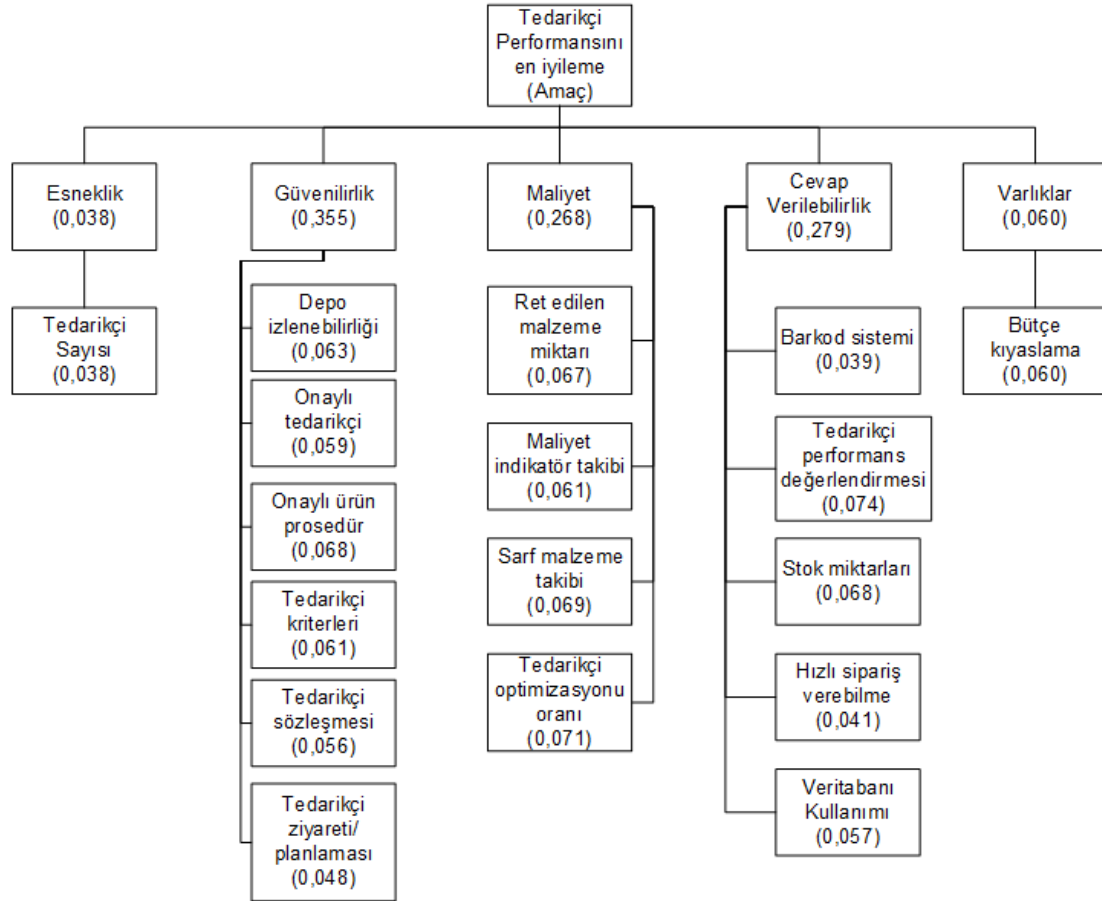 Tedarikçi
Performansını
en iyileme
(Amaç)
Esneklik
(0,038)
Güvenilirlik
(0,355)
Maliyet
(0,268)
Cevap
Verilebilirlik
(0,279)
Varlıklar
(0,060)
Tedarikçi
Sayısı
(0,038)
Depo
izlenebilirliği
(0,063)
Onaylı
tedarikçi
(0,059)
Onaylı ürün
prosedür
(0,068)
Tedarikçi
kriterleri
(0,061)
Tedarikçi
sözleşmesi
(0,056)
Tedarikçi
ziyareti/
planlaması
(0,048)
Ret edilen
malzeme
miktarı
(0,067)
Maliyet
indikatör takibi
(0,061)
Sarf malzeme
takibi
(0,069)
Tedarikçi
optimizasyonu
oranı
(0,071)
Barkod sistemi
(0,039)
Tedarikçi
performans
değerlendirmesi
(0,074)
Stok miktarları
(0,068)
Hızlı sipariş
verebilme
(0,041)
Veritabanı
Kullanımı
(0,057)
Bütçe
kıyaslama
(0,060)